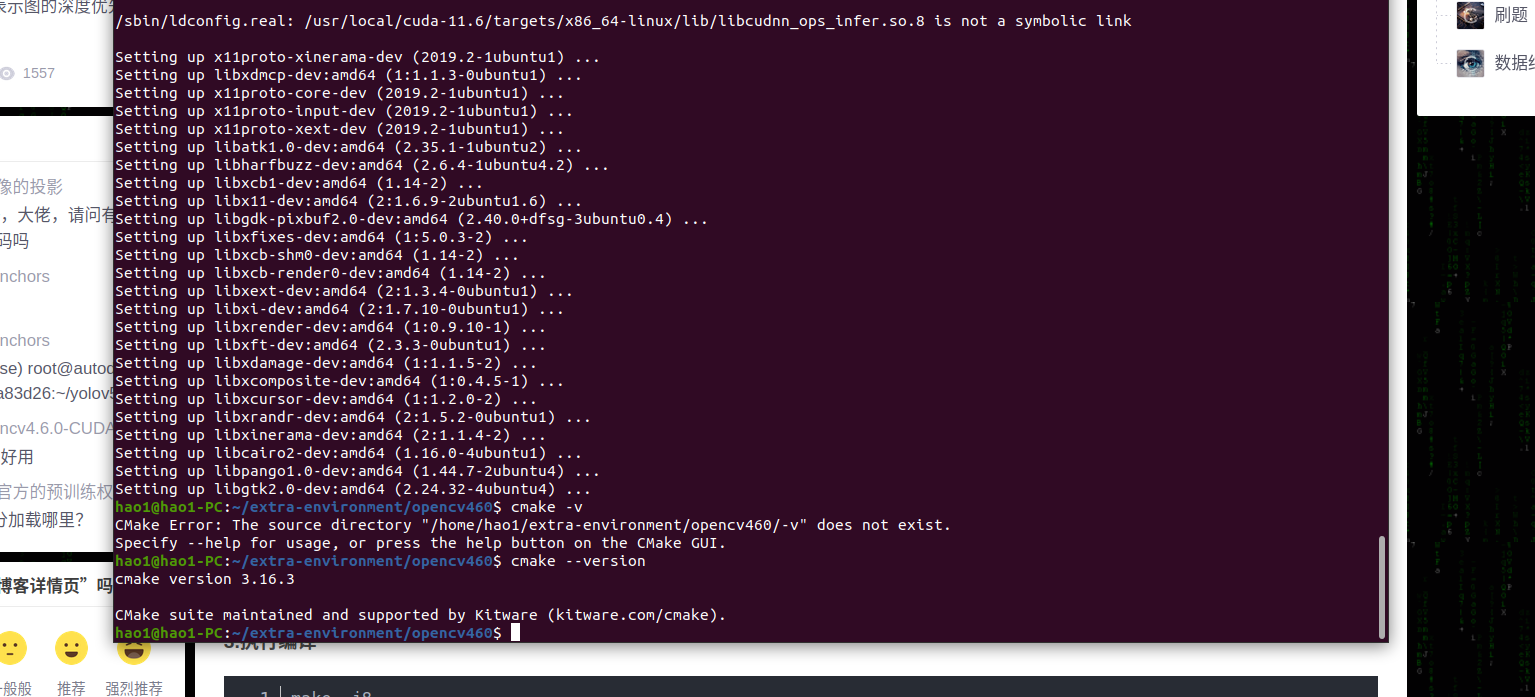 表示图的深度优
1557
像的投影
，大佬，请问有
码吗
nchors
nchors
se) root@autod
a83d26:~/yolov5
ncv4.6.0-CUDA
好用
官方的预训练权
分加载哪里？
博客详情页”吗
一般般 推荐 强烈推荐
/sbin/ldconfig.real: /usr/local/cuda-11.6/targets/x86_64-linux/lib/libcudnn_ops_infer.so.8 is not a symbolic link
Setting up x11proto-xinerama-dev (2019.2-1ubuntu1) ...
Setting up libxdmcp-dev:amd64 (1:1.1.3-0ubuntu1) ...
Setting up x11proto-core-dev (2019.2-1ubuntu1) ...
Setting up x11proto-input-dev (2019.2-1ubuntu1) ...
Setting up x11proto-xext-dev (2019.2-1ubuntu1) ...
Setting up libatk1.0-dev:amd64 (2.35.1-1ubuntu2) ...
Setting up libharfbuzz-dev:amd64 (2.6.4-1ubuntu4.2) ...
Setting up libxcb1-dev:amd64 (1.14-2) ...
Setting up libx11-dev:amd64 (2:1.6.9-2ubuntu1.6) ...
Setting up libgdk-pixbuf2.0-dev:amd64 (2.40.0+dfsg-3ubuntu0.4) ...
Setting up libxfixes-dev:amd64 (1:5.0.3-2) ...
Setting up libxcb-shm0-dev:amd64 (1.14-2) ...
Setting up libxcb-render0-dev:amd64 (1.14-2) ...
Setting up libxext-dev:amd64 (2:1.3.4-0ubuntu1) ...
Setting up libxi-dev:amd64 (2:1.7.10-0ubuntu1) ...
Setting up libxrender-dev:amd64 (1:0.9.10-1) ...
Setting up libxft-dev:amd64 (2.3.3-0ubuntu1) ...
Setting up libxdamage-dev:amd64 (1:1.1.5-2) ...
Setting up libxcomposite-dev:amd64 (1:0.4.5-1) ...
Setting up libxcursor-dev:amd64 (1:1.2.0-2) ...
Setting up libxrandr-dev:amd64 (2:1.5.2-0ubuntu1) ...
Setting up libxinerama-dev:amd64 (2:1.1.4-2) ...
Setting up libcairo2-dev:amd64 (1.16.0-4ubuntu1) ...
Setting up libpango1.0-dev:amd64 (1.44.7-2ubuntu4) ...
Setting up libgtk2.0-dev:amd64 (2.24.32-4ubuntu4) ...
hao1@hao1-PC:~/extra-environment/opencv460$ cmake -v
CMake Error: The source directory "/home/hao1/extra-environment/opencv460/-v" does not exist.
Specify --help for usage, or press the help button on the CMake GUI.
hao1@hao1-PC:~/extra-environment/opencv460$ cmake --version
cmake version 3.16.3
CMake suite maintained and supported by Kitware (kitware.com/cmake).
hao1@hao1-PC:~/extra-environment/opencv460$
3.执行编译
1 make -j8
刷题
数据结